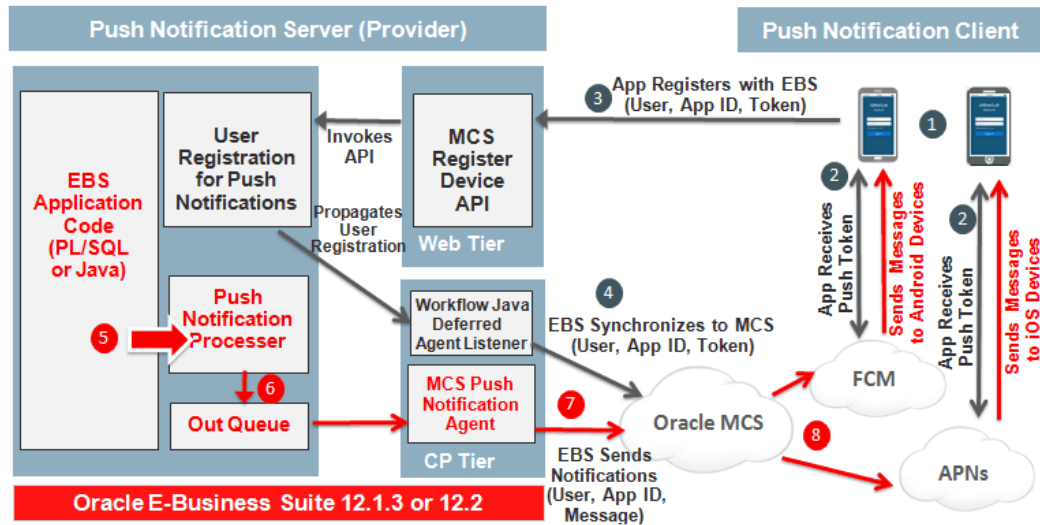 Push Notification Server (Provider)
Push Notification Client
EBS
Application
Code
(PL/SQL
or Java)
User
Registration
for Push
Notifications
Invokes
API
MCS
Register
Device
API
Web Tier
3
App Registers with EBS
(User, App ID, Token)
1
Propagates
User
Registration
2
App Receives
Push Token
Sends Messages
to Android Devices
2
App Receives
Push Token
Sends Messages
to iOS Devices
5
Push
Notification
Processer
6
Out Queue
Workflow Java
Deferred
Agent Listener
4
EBS Synchronizes to MCS
(User, App ID, Token)
MCS Push
Notification
Agent
CP Tier
7
EBS Sends
Notifications
(User, App ID,
Message)
Oracle MCS
8
FCM
APNs
Oracle E-Business Suite 12.1.3 or 12.2